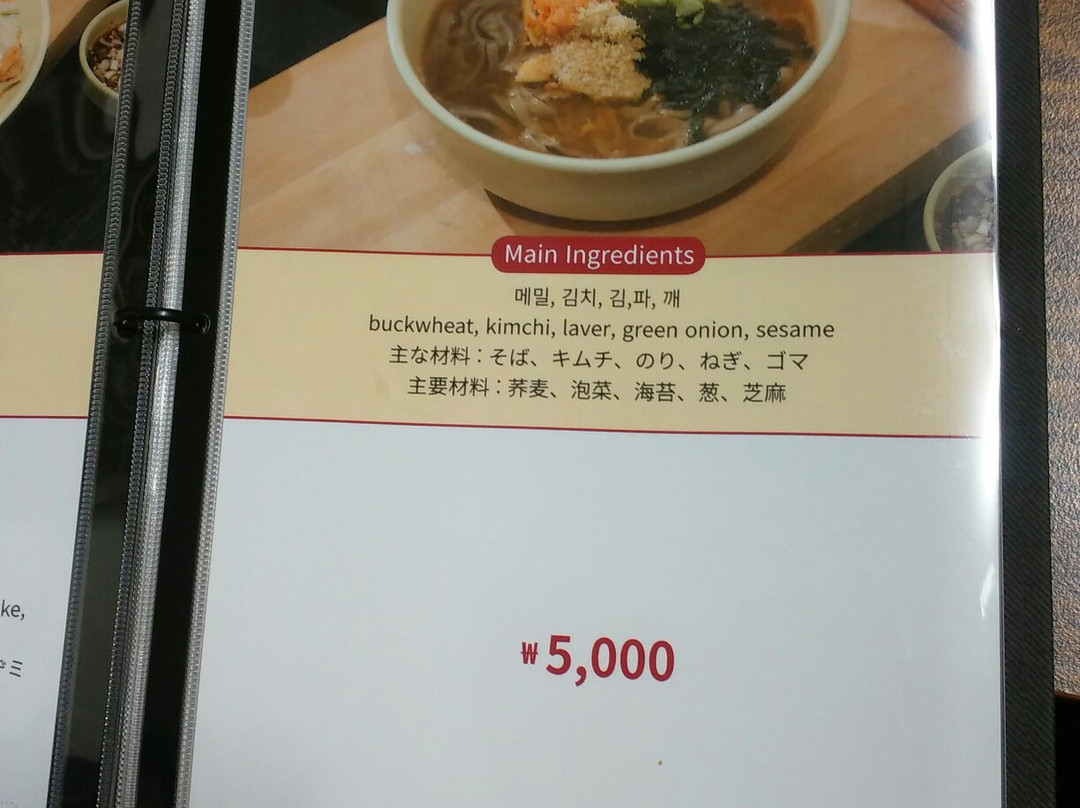 Main Ingredients
메밀, 김치, 김,파, 깨
buckwheat, kimchi, laver, green onion, sesame
主な材料：そば、キムチ、のり、ねぎ、ゴマ
主要材料：荞麦、泡菜、海苔、葱、芝麻
ke,
ミ
₩5,000